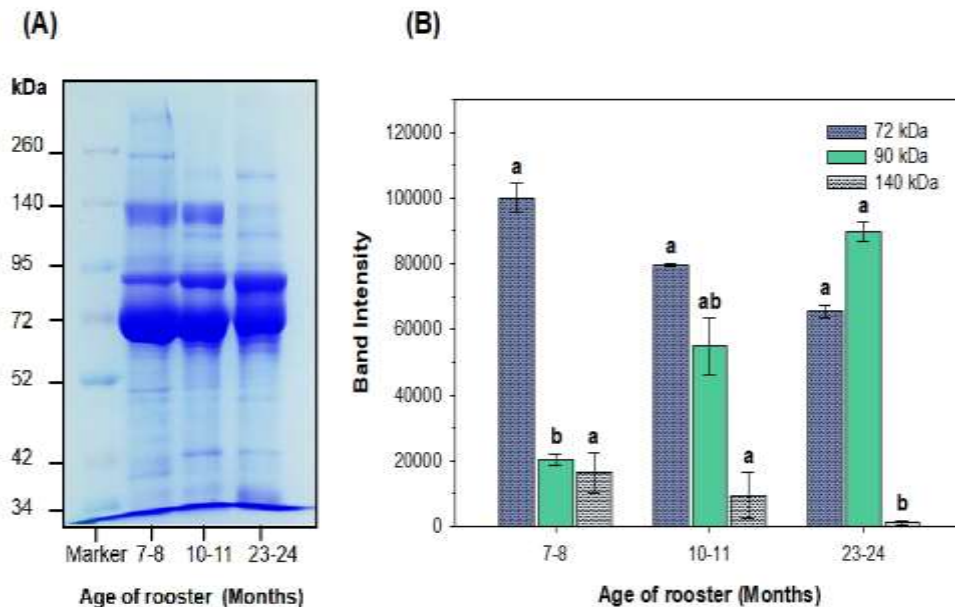 (A)
kDa
260
140
95
72
52
42
34
Marker 7-8 10-11 23-24
Age of rooster (Months)
(B)
120000
100000
80000
60000
40000
20000
0
Band Intensity
72 kDa
90 kDa
140 kDa
a
b
a
a
ab
a
a
a
b
7-8 10-11 23-24
Age of rooster (Months)